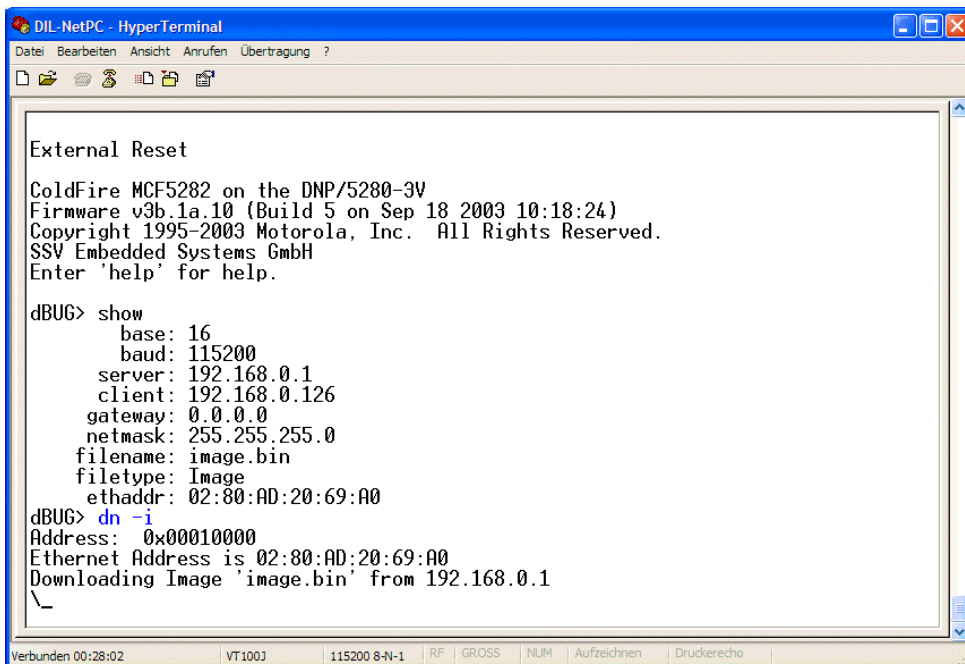 DIL-NetPC - HyperTerminal
Datei Bearbeiten Ansicht Anrufen Übertragung ?
External Reset
ColdFire MCF5282 on the DNP/5280-3V
Firmware v3b.1a.10 (Build 5 on Sep 18 2003 10:18:24)
Copyright 1995-2003 Motorola, Inc.  All Rights Reserved.
SSV Embedded Systems GmbH
Enter 'help' for help.
dBUG> show
base: 16
baud: 115200
server: 192.168.0.1
client: 192.168.0.126
gateway: 0.0.0.0
netmask: 255.255.255.0
filename: image.bin
filetype: Image
ethaddr: 02:80:AD:20:69:A0
dBUG> dn -i
Address:  0x00010000
Ethernet Address is 02:80:AD:20:69:A0
Downloading Image 'image.bin' from 192.168.0.1
\_
Verbunden 00:28:02 VT100J 115200 8-N-1 RF GROSS NUM Aufzeichnen Druckerecho